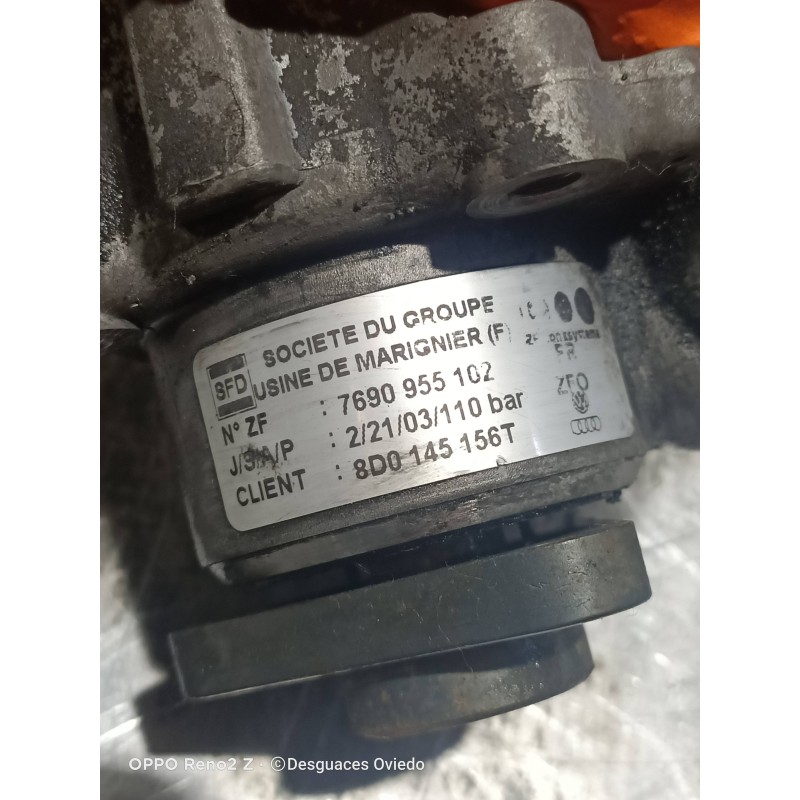 SFD
SOCIETE DU GROUPE
USINE DE MARIGNIER (F)
N° ZF : 7690 955 102
J/S/A/P : 2/21/03/110 bar
CLIENT : 8D0 145 156T
ZFO
OPPO Reno2 Z - ©Desguaces Oviedo